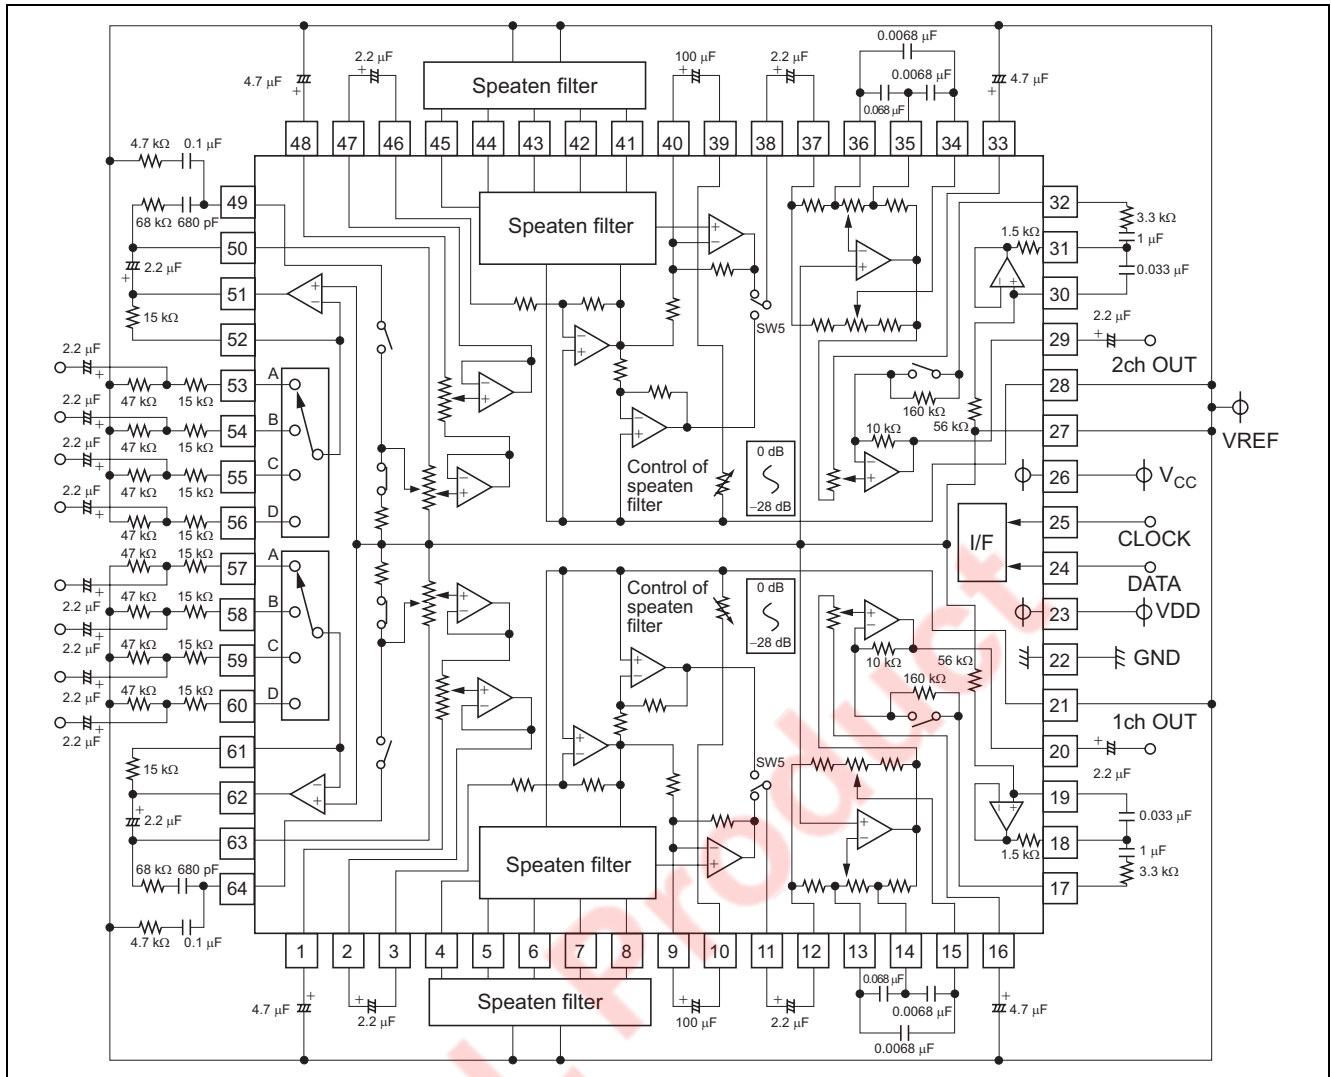 0.0068 µF
2.2 µF
100 µF
2.2 µF
4.7 µF
Speaten filter
0.0068 µF
4.7 µF
0.068 µF
48 47 46 45 44 43 42 41 40 39 38 37 36 35 34 33
4.7 kΩ 0.1 µF
49
68 kΩ 680 pF
50
2.2 µF
51
15 kΩ
52
Speaten filter
SW5
32
3.3 kΩ
1.5 kΩ
31
1 µF
0.033 µF
30
2.2 µF
29
2ch OUT
28
160 kΩ
56 kΩ
10 kΩ
27
VREF
26
VCC
2.2 µF
53
A
47 kΩ 15 kΩ
2.2 µF
54
B
47 kΩ 15 kΩ
2.2 µF
55
C
47 kΩ 15 kΩ
2.2 µF
56
D
47 kΩ 15 kΩ
Control of
speaten
filter
0 dB
–28 dB
I/F
25
CLOCK
24
DATA
47 kΩ 15 kΩ
57
A
2.2 µF
47 kΩ 15 kΩ
58
B
2.2 µF
47 kΩ 15 kΩ
59
C
2.2 µF
47 kΩ 15 kΩ
60
D
2.2 µF
Control of
speaten
filter
0 dB
–28 dB
23
VDD
22
GND
10 kΩ
56 kΩ
160 kΩ
21
1ch OUT
20
2.2 µF
61
15 kΩ
62
2.2 µF
63
68 kΩ 680 pF
64
4.7 kΩ 0.1 µF
SW5
Speaten filter
19
0.033 µF
18
1.5 kΩ
1 µF
3.3 kΩ
17
1 2 3 4 5 6 7 8 9 10 11 12 13 14 15 16
4.7 µF
2.2 µF
Speaten filter
100 µF
2.2 µF
0.068 µF
0.0068 µF
0.0068 µF
4.7 µF
Product